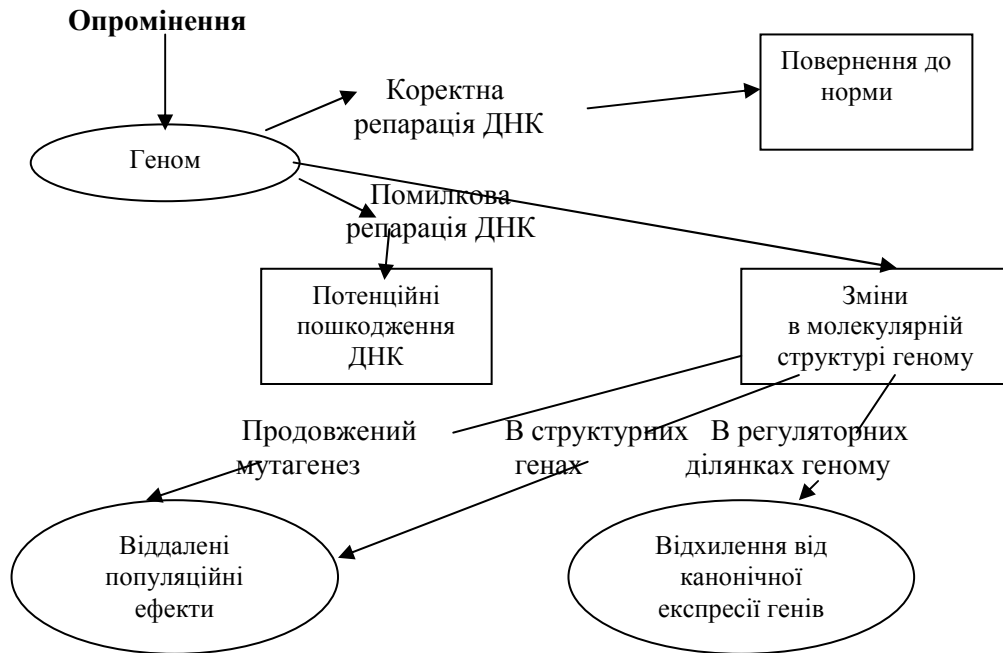 Опромінення
Повернення до
норми
Коректна
репарація ДНК
Геном
Помилкова
репарація ДНК
Потенційні
пошкодження
ДНК
Зміни
в молекулярній
структурі геному
Продовжений
мутагенез
В структурних
генах
В регуляторних
ділянках геному
Віддалені
популяційні
ефекти
Відхилення від
канонічної
експресії генів